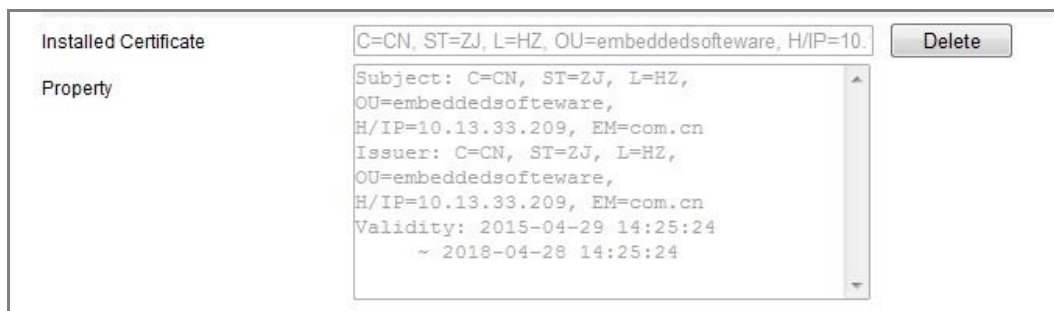 Installed Certificate
C=CN, ST=ZJ, L=HZ, OU=embeddedsofteware, H/IP=10.
Delete
Property
Subject: C=CN, ST=ZJ, L=HZ,
OU=embeddedsofteware,
H/IP=10.13.33.209, EM=com.cn
Issuer: C=CN, ST=ZJ, L=HZ,
OU=embeddedsofteware,
H/IP=10.13.33.209, EM=com.cn
Validity: 2015-04-29 14:25:24
~ 2018-04-28 14:25:24